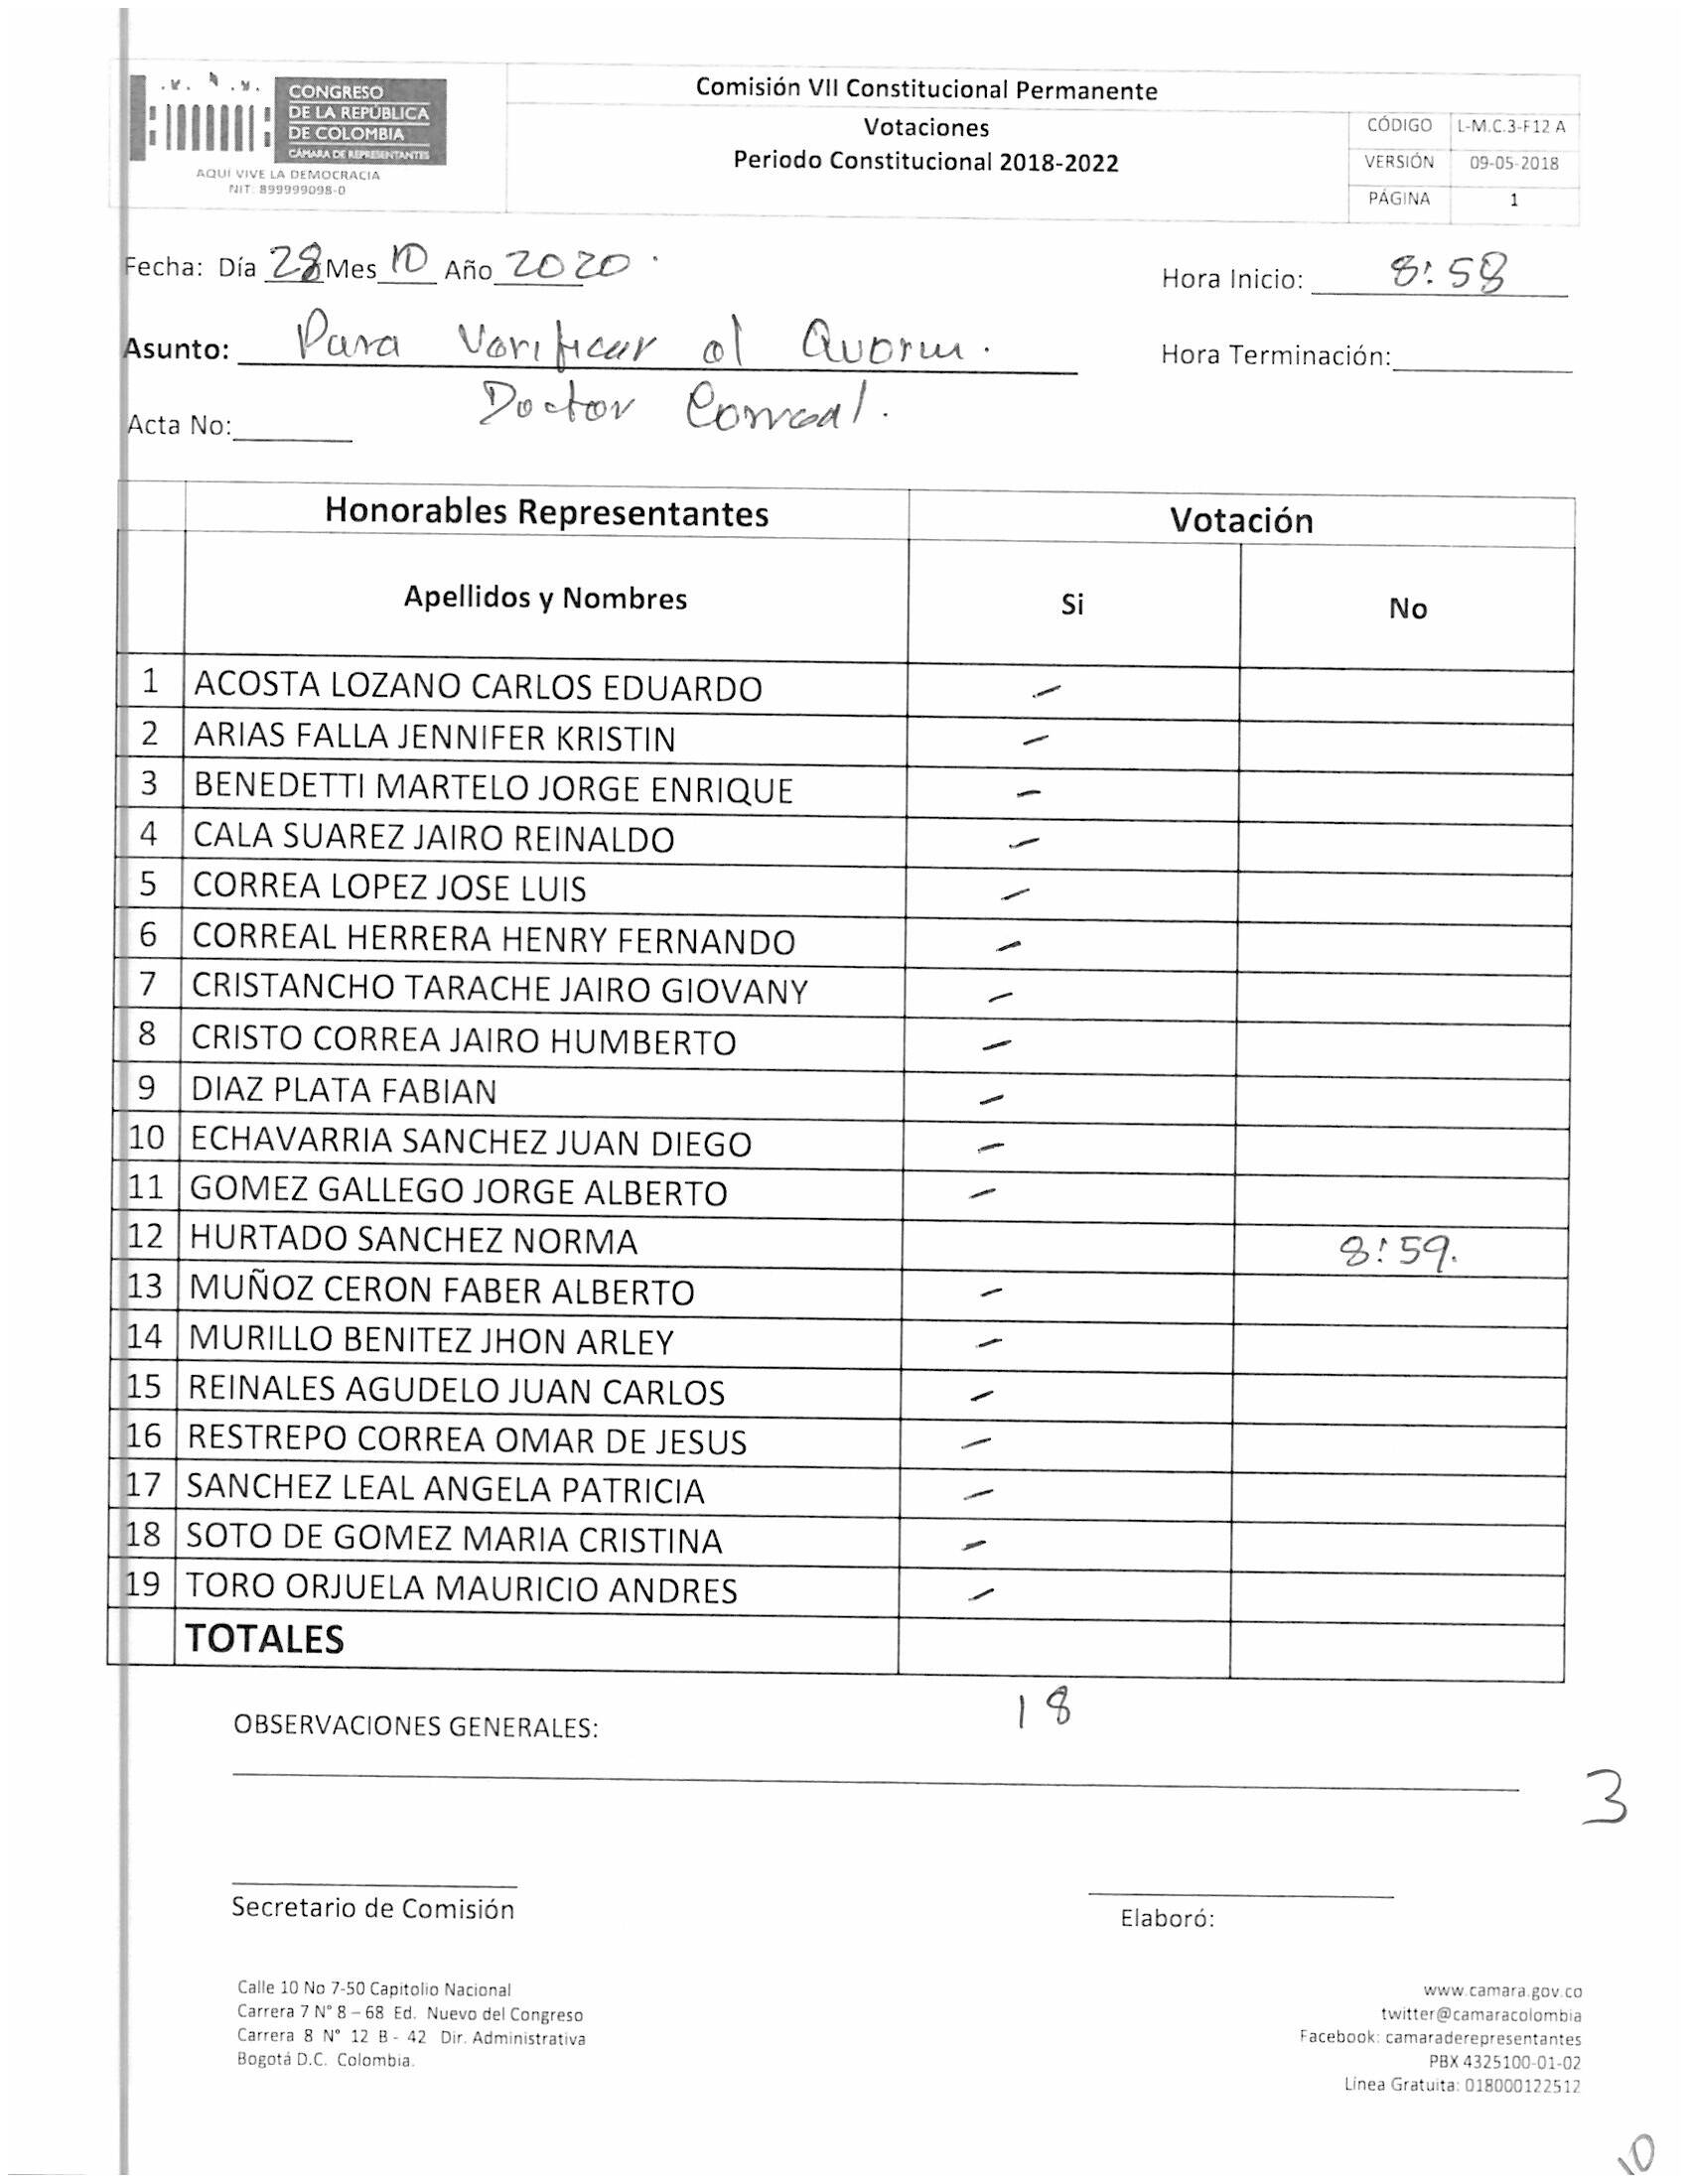 CONGRESO
DE LA REPÚBLICA
DE COLOMBIA
CÁMARA DE REPRESENTANTES
AQUÍ VIVE LA DEMOCRACIA
NIT: 899999098-0
Comisión VII Constitucional Permanente
Votaciones
Periodo Constitucional 2018-2022
CÓDIGO L-M.C.3-F12 A
VERSIÓN 09-05-2018
PÁGINA 1
Fecha: Día 28 Mes 10 Año 2020.
Hora Inicio: 8:58
Asunto: Para Verificar el Quorum.
Hora Terminación:
Doctor Correal.
Acta No:
Honorables Representantes Votación
Apellidos y Nombres Si No
1 ACOSTA LOZANO CARLOS EDUARDO –
2 ARIAS FALLA JENNIFER KRISTIN –
3 BENEDETTI MARTELO JORGE ENRIQUE –
4 CALA SUAREZ JAIRO REINALDO –
5 CORREA LOPEZ JOSE LUIS –
6 CORREAL HERRERA HENRY FERNANDO –
7 CRISTANCHO TARACHE JAIRO GIOVANY –
8 CRISTO CORREA JAIRO HUMBERTO –
9 DIAZ PLATA FABIAN –
10 ECHAVARRIA SANCHEZ JUAN DIEGO –
11 GOMEZ GALLEGO JORGE ALBERTO –
12 HURTADO SANCHEZ NORMA 8:59.
13 MUÑOZ CERON FABER ALBERTO –
14 MURILLO BENITEZ JHON ARLEY –
15 REINALES AGUDELO JUAN CARLOS –
16 RESTREPO CORREA OMAR DE JESUS –
17 SANCHEZ LEAL ANGELA PATRICIA –
18 SOTO DE GOMEZ MARIA CRISTINA –
19 TORO ORJUELA MAURICIO ANDRES –
TOTALES
18
OBSERVACIONES GENERALES:
3
Secretario de Comisión
Elaboró:
Calle 10 No 7-50 Capitolio Nacional
Carrera 7 N° 8 – 68 Ed. Nuevo del Congreso
Carrera 8 N° 12 B - 42 Dir. Administrativa
Bogotá D.C. Colombia.
www.camara.gov.co
twitter@camaracolombia
Facebook: camaraderepresentantes
PBX 4325100-01-02
Línea Gratuita: 018000122512
10